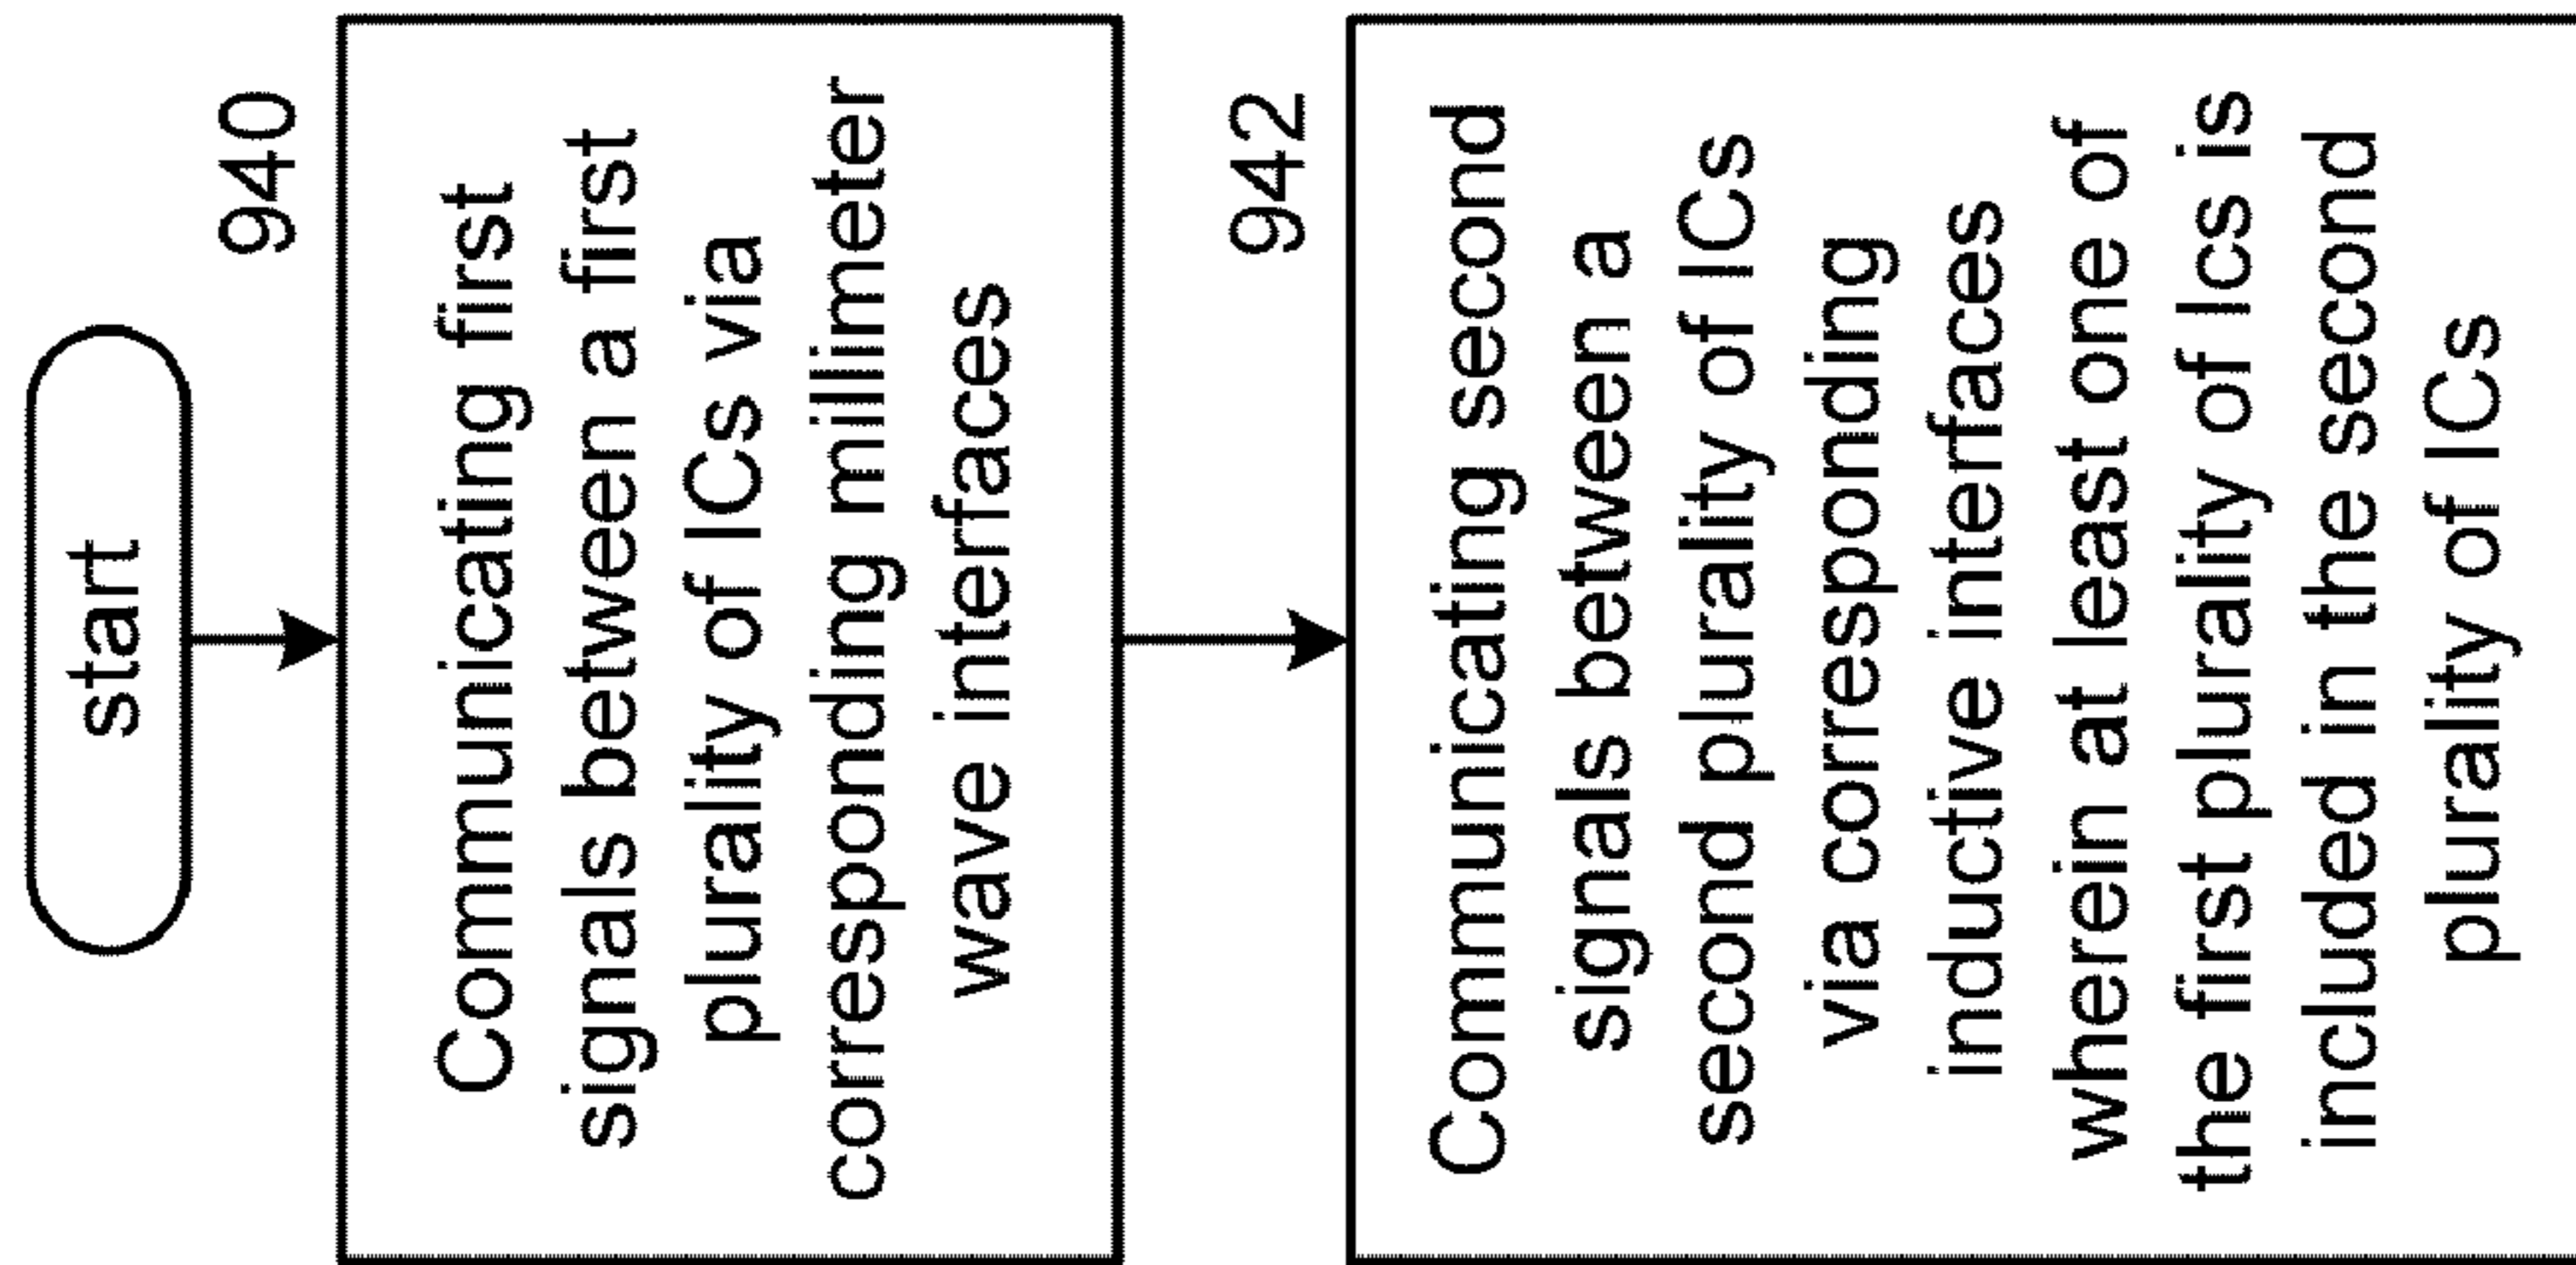 start
940
Communicating first
signals between a first
plurality of ICs via
corresponding millimeter
wave interfaces
942
Communicating second
signals between a
second plurality of ICs
via corresponding
inductive interfaces
wherein at least one of
the first plurality of Ics is
included in the second
plurality of ICs